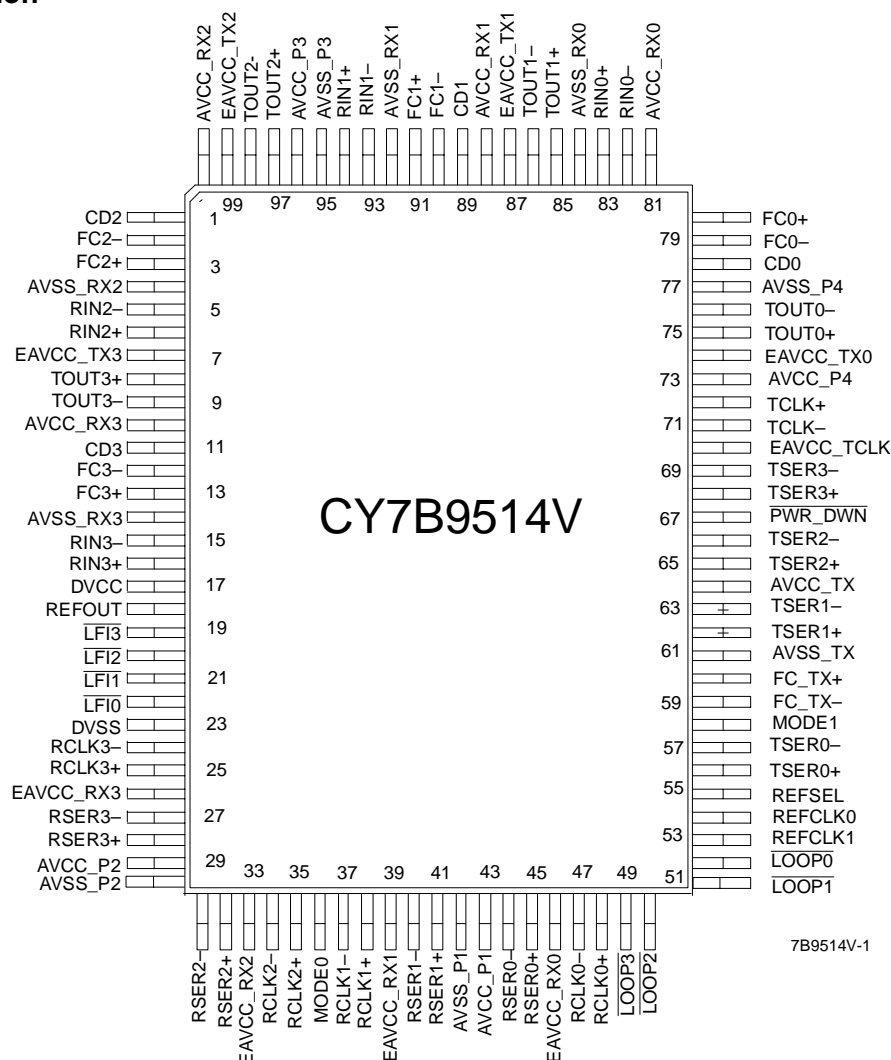 AVCC_RX2
EAVCC_TX2
TOUT2-
TOUT2+
AVCC_P3
AVSS_P3
RIN1+
RIN1–
AVSS_RX1
FC1+
FC1–
CD1
AVCC_RX1
EAVCC_TX1
TOUT1–
TOUT1+
AVSS_RX0
RIN0+
RIN0–
AVCC_RX0
99 97 95 93 91 89 87 85 83 81
CD2 1 FC0+
FC2– 79 FC0–
FC2+ 3 CD0
AVSS_RX2 77 AVSS_P4
RIN2– 5 TOUT0–
RIN2+ 75 TOUT0+
EAVCC_TX3 7 EAVCC_TX0
TOUT3+ 73 AVCC_P4
TOUT3– 9 TCLK+
AVCC_RX3 71 TCLK–
CD3 11 EAVCC_TCLK
FC3– 69 TSER3–
FC3+ 13 TSER3+
CY7B9514V
AVSS_RX3 67 PWR_DWN
RIN3– 15 TSER2–
RIN3+ 65 TSER2+
DVCC 17 AVCC_TX
REFOUT 63 TSER1–
LFI3 19 TSER1+
LFI2 61 AVSS_TX
LFI1 21 FC_TX+
LFI0 59 FC_TX–
DVSS 23 MODE1
RCLK3– 57 TSER0–
RCLK3+ 25 TSER0+
EAVCC_RX3 55 REFSEL
RSER3– 27 REFCLK0
RSER3+ 53 REFCLK1
AVCC_P2 29 LOOP0
AVSS_P2 51 LOOP1
33 35 37 39 41 43 45 47 49
RSER2–
RSER2+
EAVCC_RX2
RCLK2–
RCLK2+
MODE0
RCLK1–
RCLK1+
EAVCC_RX1
RSER1–
RSER1+
AVSS_P1
AVCC_P1
RSER0–
RSER0+
EAVCC_RX0
RCLK0–
RCLK0+
LOOP3
LOOP2
7B9514V-1